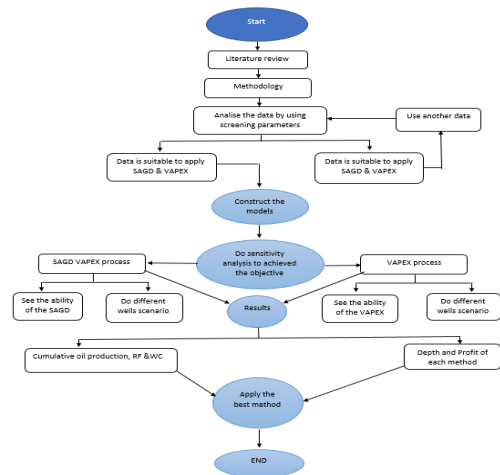 Start
Literature review
Methodology
Analise the data by using
screening parameters
Use another data
Data is suitable to apply
SAGD & VAPEX
Data is suitable to apply
SAGD & VAPEX
Construct the
models
Do sensitivity
analysis to achieved
the objective
SAGD VAPEX process
VAPEX process
See the ability
of the SAGD
Do different
wells scenario
Results
See the ability
of the VAPEX
Do different
wells scenario
Cumulative oil production, RF &WC
Depth and Profit of
each method
Apply the
best method
END